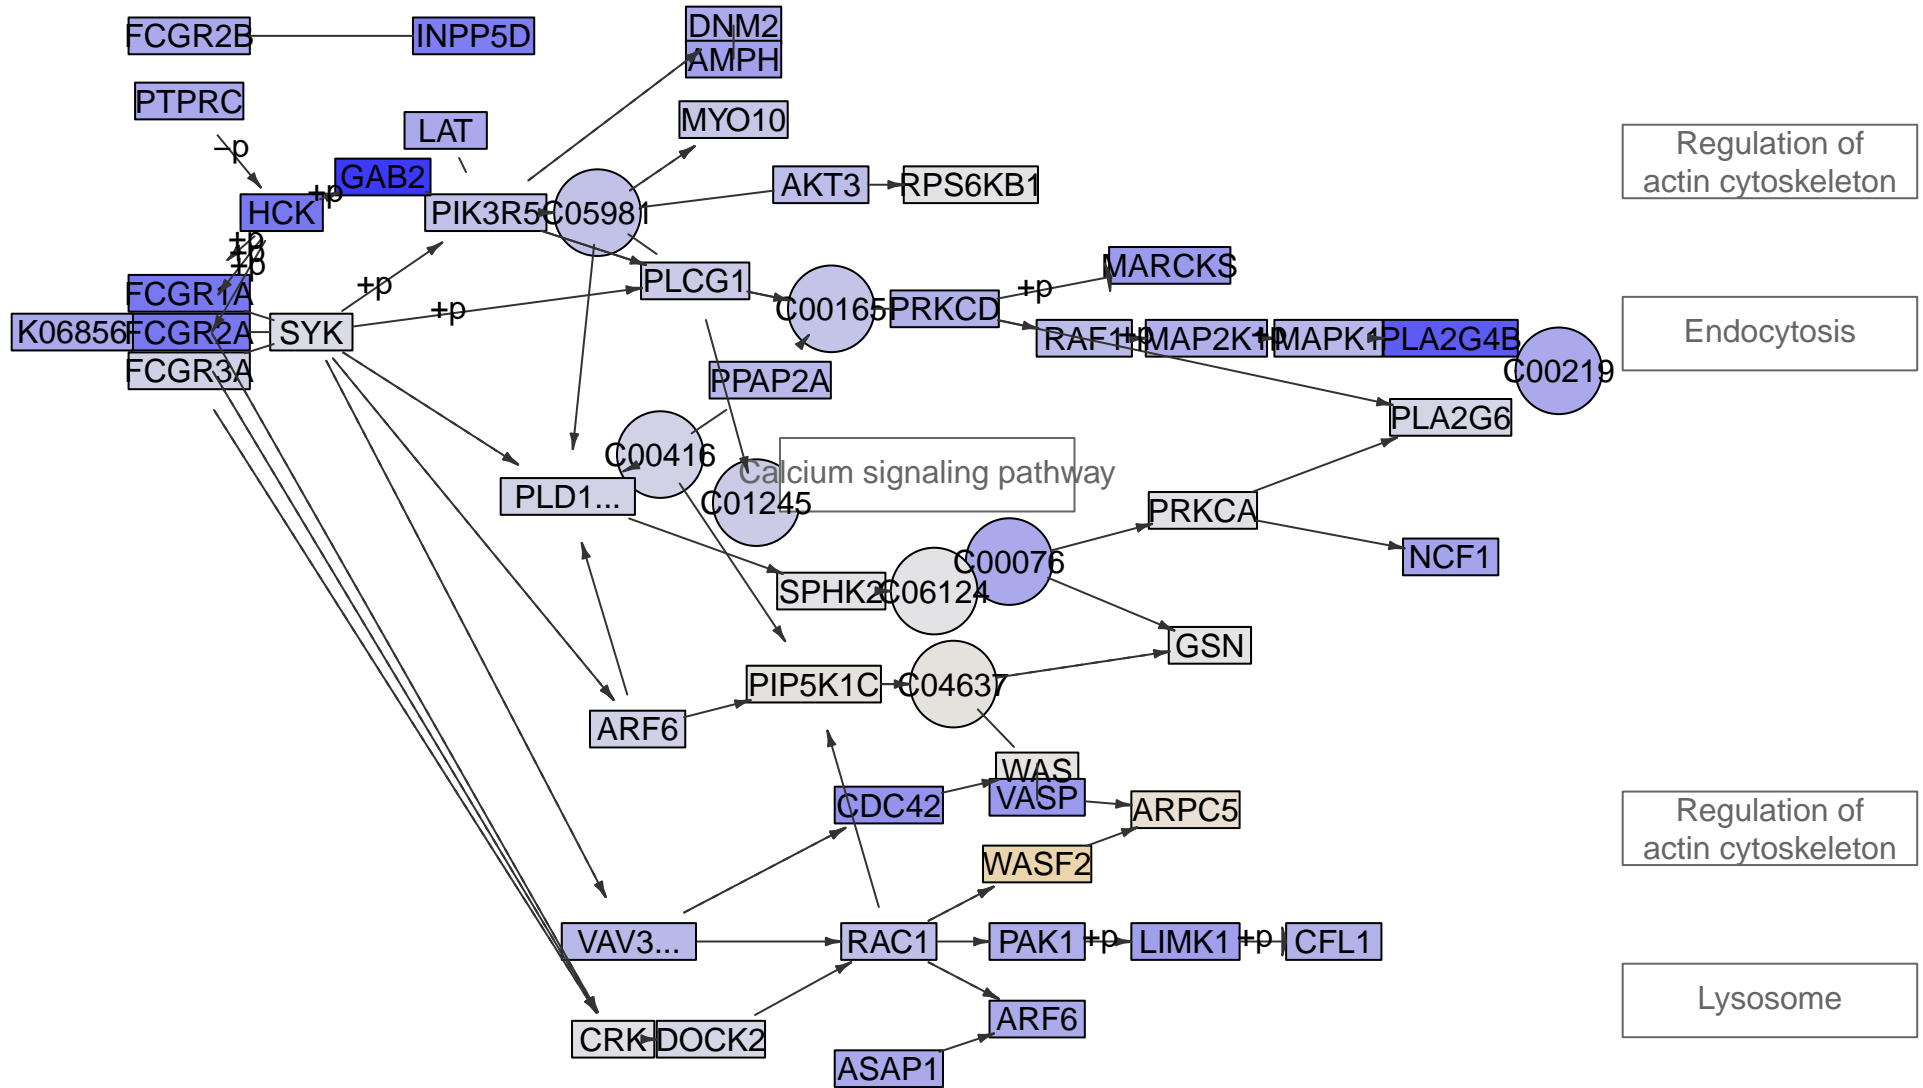 FCGR2B
INPP5D
DNM2
AMPH
PTPRC
LAT
MYO10
Regulation of
actin cytoskeleton
–p
GAB2
+p
HCK
PIK3R5
C05981
AKT3
RPS6KB1
+p
+p
+p
PLCG1
MARCKS
FCGR1A
+p
+p
C00165
PRKCD
+p
K06856
FCGR2A
SYK
RAF1
+p
MAP2K1
+p
MAPK1
PLA2G4B
Endocytosis
FCGR3A
PPAP2A
C00219
PLA2G6
C00416
Calcium signaling pathway
PLD1...
C01245
PRKCA
C00076
NCF1
SPHK2
C06124
GSN
PIP5K1C
C04637
ARF6
WAS
VASP
CDC42
ARPC5
Regulation of
actin cytoskeleton
WASF2
VAV3...
RAC1
PAK1
+p
LIMK1
+p
CFL1
Lysosome
ARF6
CRK
DOCK2
ASAP1